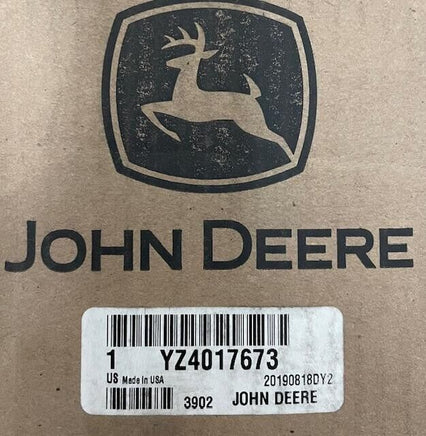 JOHN DEERE
1 YZ4017673
US Made in USA 20190818DY2
3902 JOHN DEERE